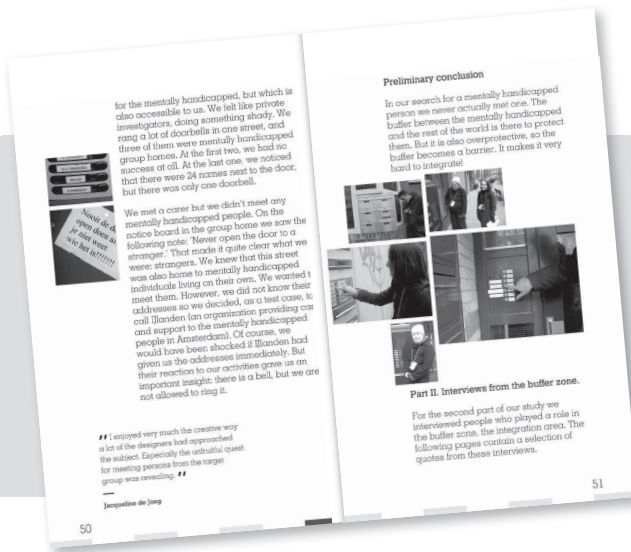 for the mentally handicapped, but which is
also accessible to us. We felt like private
investigators, doing something shady. We
rang a lot of doorbells in one street, and
three of them were mentally handicapped
group homes. At the first two, we had no
success at all. At the last one, we noticed
that there were 24 names next to the door,
but there was only one doorbell.
We met a carer but we didn't meet any
mentally handicapped people. On the
notice board in the group home we saw the
following note: 'Never open the door to a
stranger.' That made it quite clear what we
were: strangers. We knew that this street
was also home to mentally handicapped
individuals living on their own. We wanted t
meet them. However, we did not know their
addresses so we decided, as a test case, to
call IJlanden (an organization providing car
and support to the mentally handicapped
people in Amsterdam). Of course, we
would have been shocked if IJlanden had
given us the addresses immediately. But
their reaction to our activities gave us an
important insight: there is a bell, but we are
not allowed to ring it.
Nooit de d
open doen al
je niet weet
wie het is!!!!!!!
"I enjoyed very much the creative way
a lot of the designers had approached
the subject. Especially the unfruitful quest
for meeting persons from the target
group was revealing."
Jacqueline de Jong
50
Preliminary conclusion
In our search for a mentally handicapped
person we never actually met one. The
buffer between the mentally handicapped
and the rest of the world is there to protect
them. But it is also overprotective, so the
buffer becomes a barrier. It makes it very
hard to integrate!
Part II. Interviews from the buffer zone.
For the second part of our study we
interviewed people who played a role in
the buffer zone, the integration area. The
following pages contain a selection of
quotes from these interviews.
51